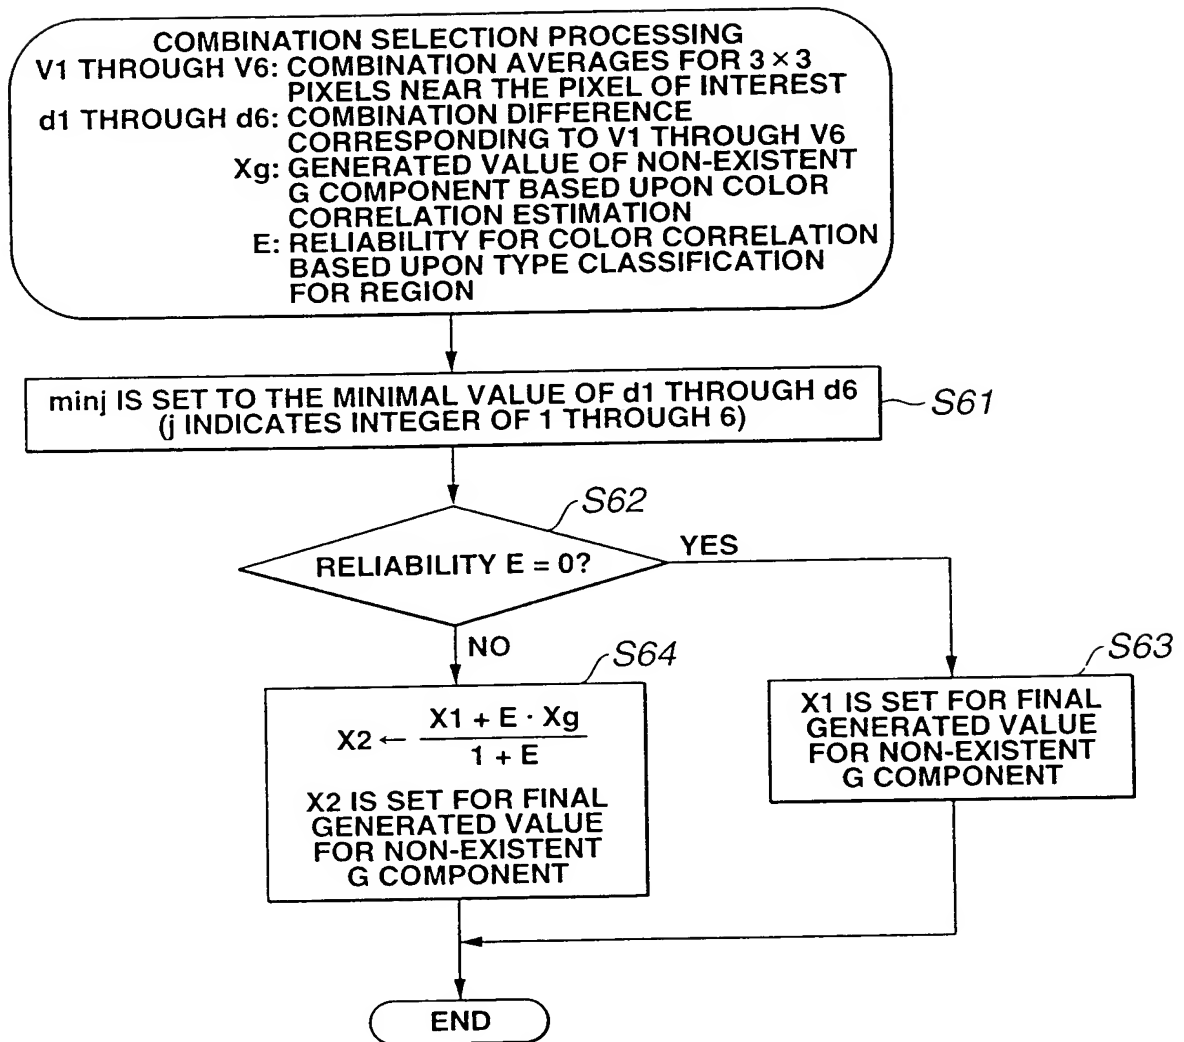 COMBINATION SELECTION PROCESSING
V1 THROUGH V6: COMBINATION AVERAGES FOR 3 × 3
PIXELS NEAR THE PIXEL OF INTEREST
d1 THROUGH d6: COMBINATION DIFFERENCE
CORRESPONDING TO V1 THROUGH V6
Xg: GENERATED VALUE OF NON-EXISTENT
G COMPONENT BASED UPON COLOR
CORRELATION ESTIMATION
E: RELIABILITY FOR COLOR CORRELATION
BASED UPON TYPE CLASSIFICATION
FOR REGION
minj IS SET TO THE MINIMAL VALUE OF d1 THROUGH d6
(j INDICATES INTEGER OF 1 THROUGH 6)
S61
S62
RELIABILITY E = 0?
YES
NO
S64
X2 ← (X1 + E · Xg) / (1 + E)
X2 IS SET FOR FINAL
GENERATED VALUE
FOR NON-EXISTENT
G COMPONENT
S63
X1 IS SET FOR FINAL
GENERATED VALUE
FOR NON-EXISTENT
G COMPONENT
END